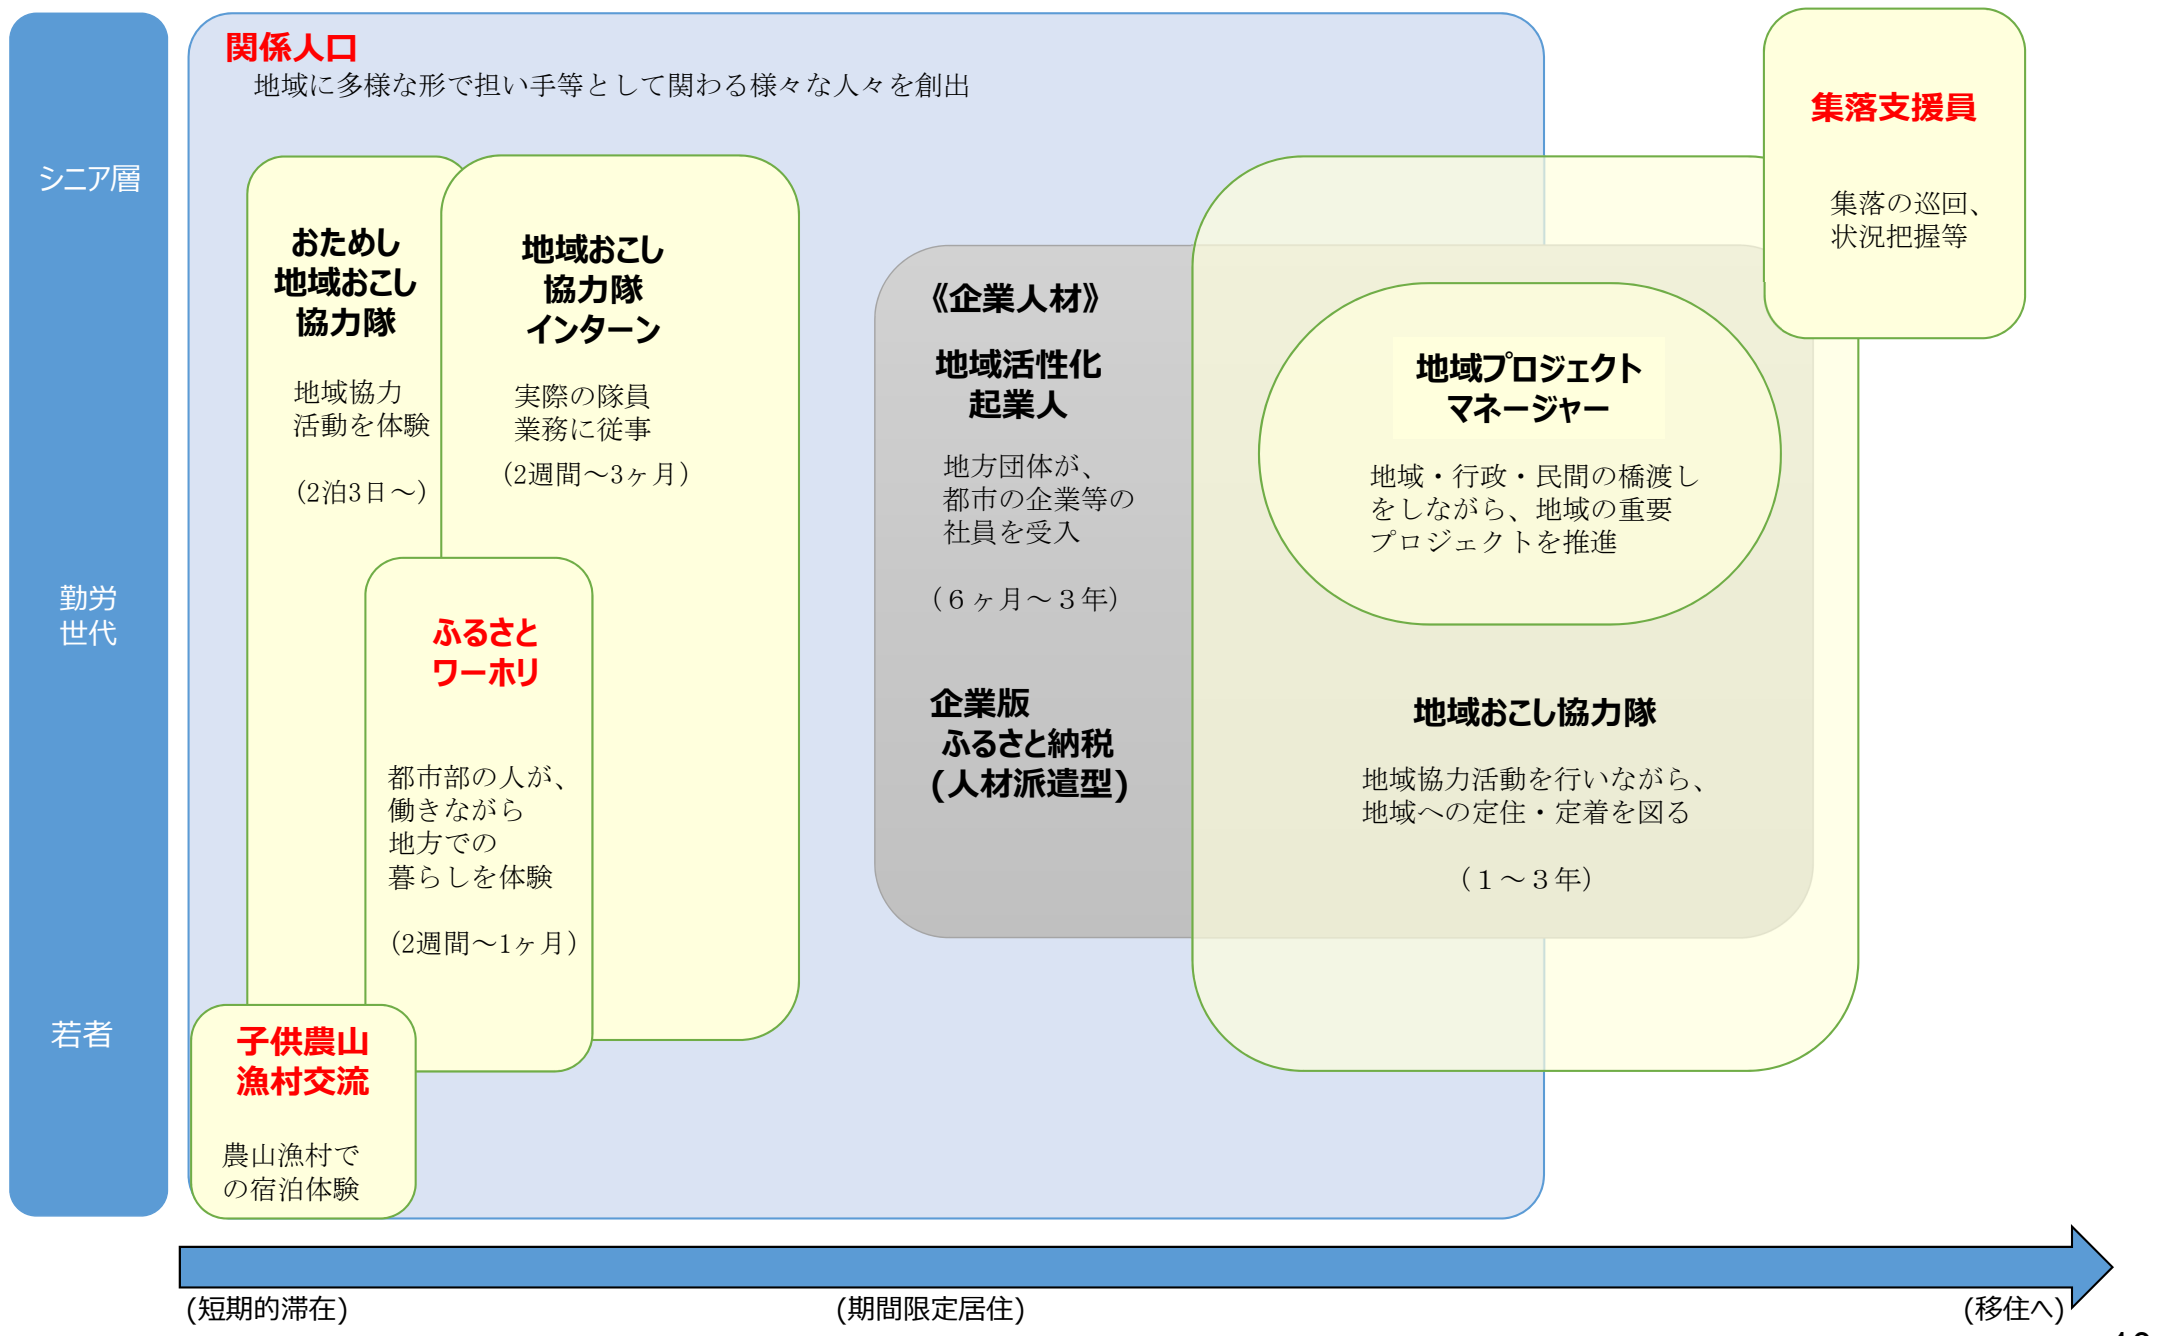 関係人口
地域に多様な形で担い手等として関わる様々な人々を創出
シニア層
勤労
世代
若者
おためし
地域おこし
協力隊
地域協力
活動を体験
（2泊3日～）
地域おこし
協力隊
インターン
実際の隊員
業務に従事
（2週間～3ヶ月）
ふるさと
ワーホリ
都市部の人が、
働きながら
地方での
暮らしを体験
（2週間～1ヶ月）
子供農山
漁村交流
農山漁村で
の宿泊体験
《企業人材》
地域活性化
起業人
地方団体が、
都市の企業等の
社員を受入
（６ヶ月～３年）
企業版
ふるさと納税
(人材派遣型)
地域プロジェクト
マネージャー
地域・行政・民間の橋渡し
をしながら、地域の重要
プロジェクトを推進
地域おこし協力隊
地域協力活動を行いながら、
地域への定住・定着を図る
（１～３年）
集落支援員
集落の巡回、
状況把握等
(短期的滞在)
(期間限定居住)
(移住へ)